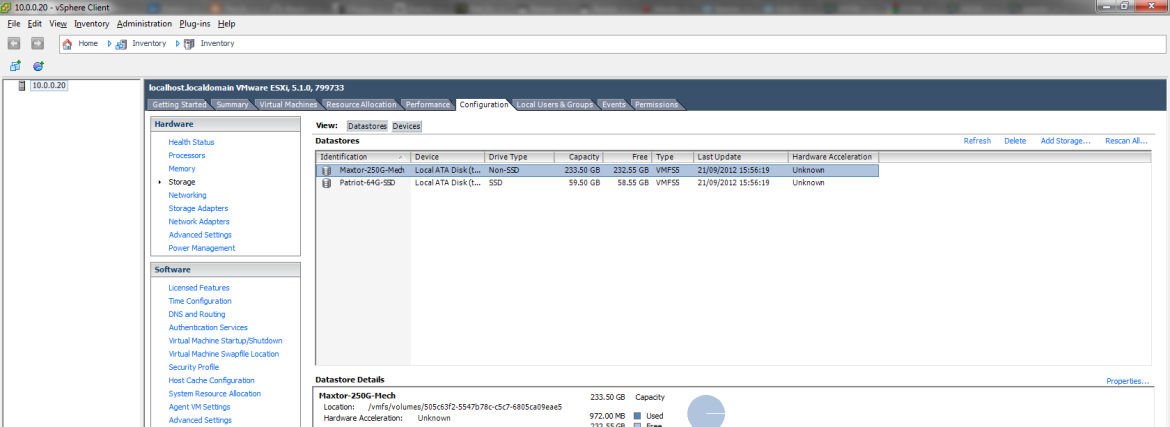 10.0.0.20 - vSphere Client
File Edit View Inventory Administration Plug-ins Help
Home Inventory Inventory
10.0.0.20
localhost.localdomain VMware ESXi, 5.1.0, 799733
Getting Started Summary Virtual Machines Resource Allocation Performance Configuration Local Users & Groups Events Permissions
Hardware
Health Status
Processors
Memory
Storage
Networking
Storage Adapters
Network Adapters
Advanced Settings
Power Management
Software
Licensed Features
Time Configuration
DNS and Routing
Authentication Services
Virtual Machine Startup/Shutdown
Virtual Machine Swapfile Location
Security Profile
Host Cache Configuration
System Resource Allocation
Agent VM Settings
Advanced Settings
View: Datastores Devices
Datastores Refresh Delete Add Storage... Rescan All...
Identification Device Drive Type Capacity Free Type Last Update Hardware Acceleration
Maxtor-250G-Mech Local ATA Disk (t... Non-SSD 233.50 GB 232.55 GB VMFS5 21/09/2012 15:56:19 Unknown
Patriot-64G-SSD Local ATA Disk (t... SSD 59.50 GB 58.55 GB VMFS5 21/09/2012 15:56:19 Unknown
Datastore Details Properties...
Maxtor-250G-Mech 233.50 GB Capacity
Location: /vmfs/volumes/505c63f2-5547b78c-c5c7-6805ca09eae5
Hardware Acceleration: Unknown 972.00 MB Used
232.55 GB Free